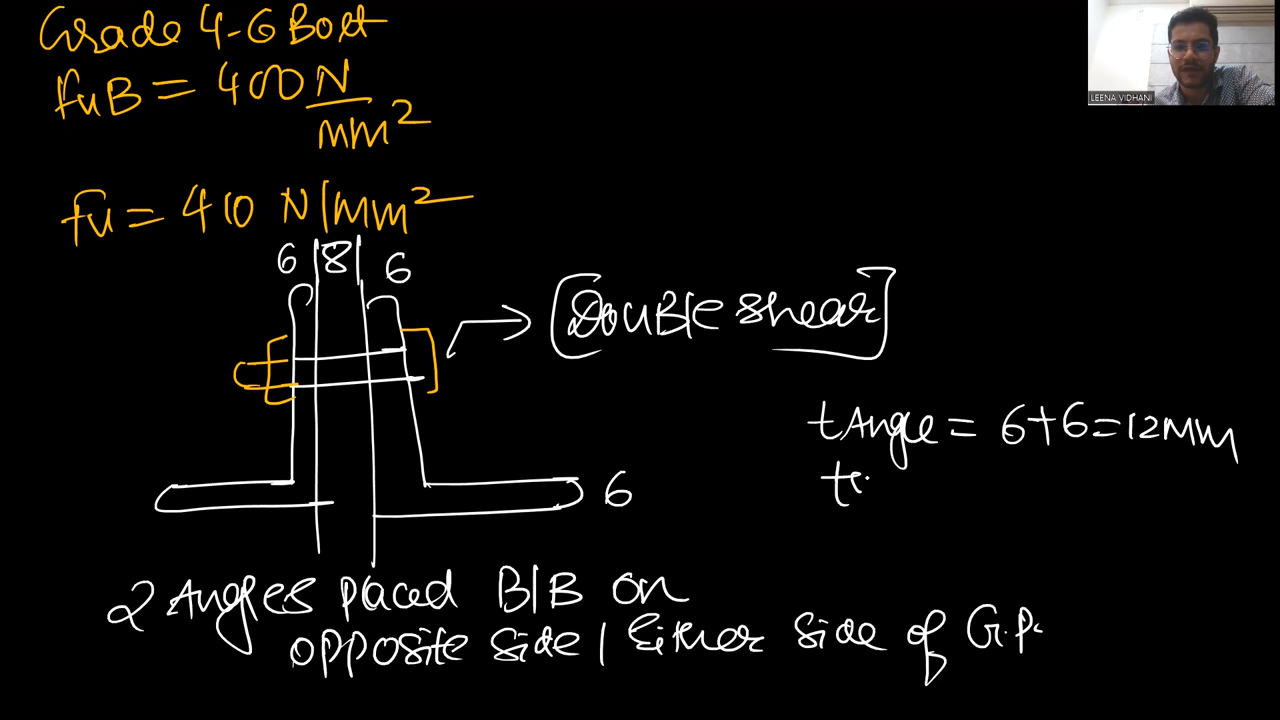 Grade 4-6 Bolt
fuB = 400 N/mm²
LEENA VIDHANI
fu = 410 N/mm²
6 8 6
[Double shear]
tAngle = 6+6=12MM
t
6
2 Angles placed B/B on
opposite side / Either side of G.P.